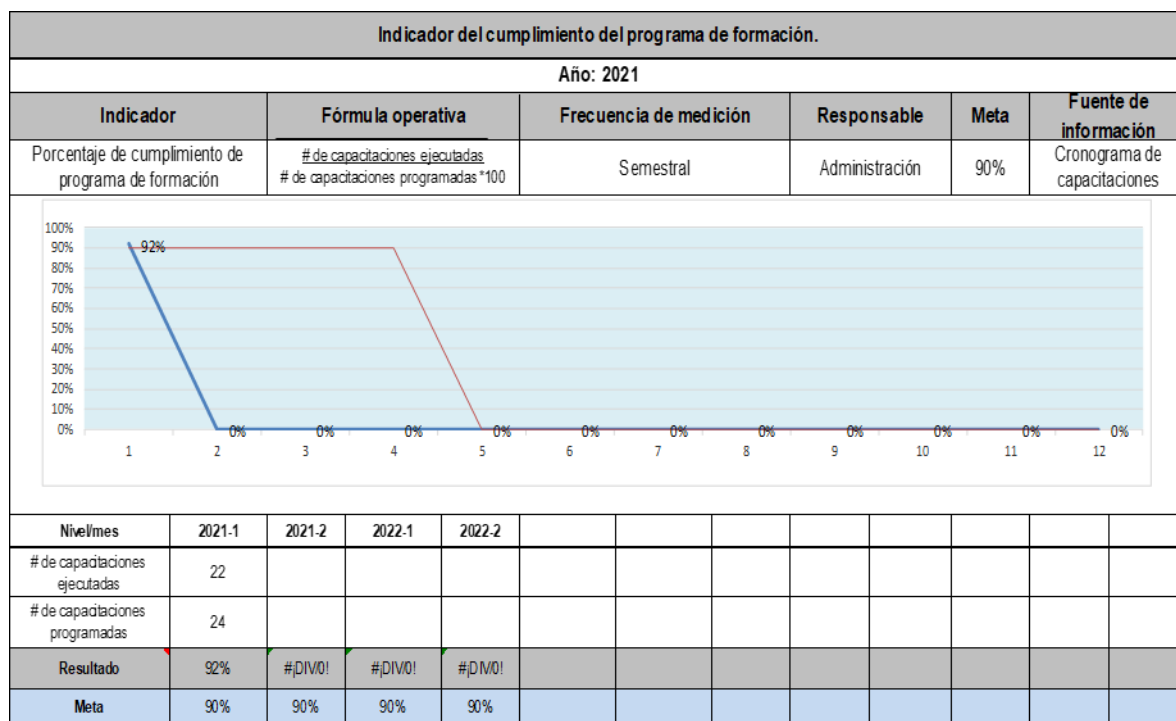 Indicador del cumplimiento del programa de formación.
Año: 2021
Indicador Fórmula operativa Frecuencia de medición Responsable Meta Fuente de información
Porcentaje de cumplimiento de programa de formación
# de capacitaciones ejecutadas
# de capacitaciones programadas *100
Semestral
Administración
90%
Cronograma de capacitaciones
100%
90%
80%
70%
60%
50%
40%
30%
20%
10%
0%
92%
0% 0% 0% 0% 0% 0% 0% 0% 0% 0% 0%
1 2 3 4 5 6 7 8 9 10 11 12
Nivel/mes 2021-1 2021-2 2022-1 2022-2
# de capacitaciones ejecutadas 22
# de capacitaciones programadas 24
Resultado 92% #¡DIV/0! #¡DIV/0! #¡DIV/0!
Meta 90% 90% 90% 90%